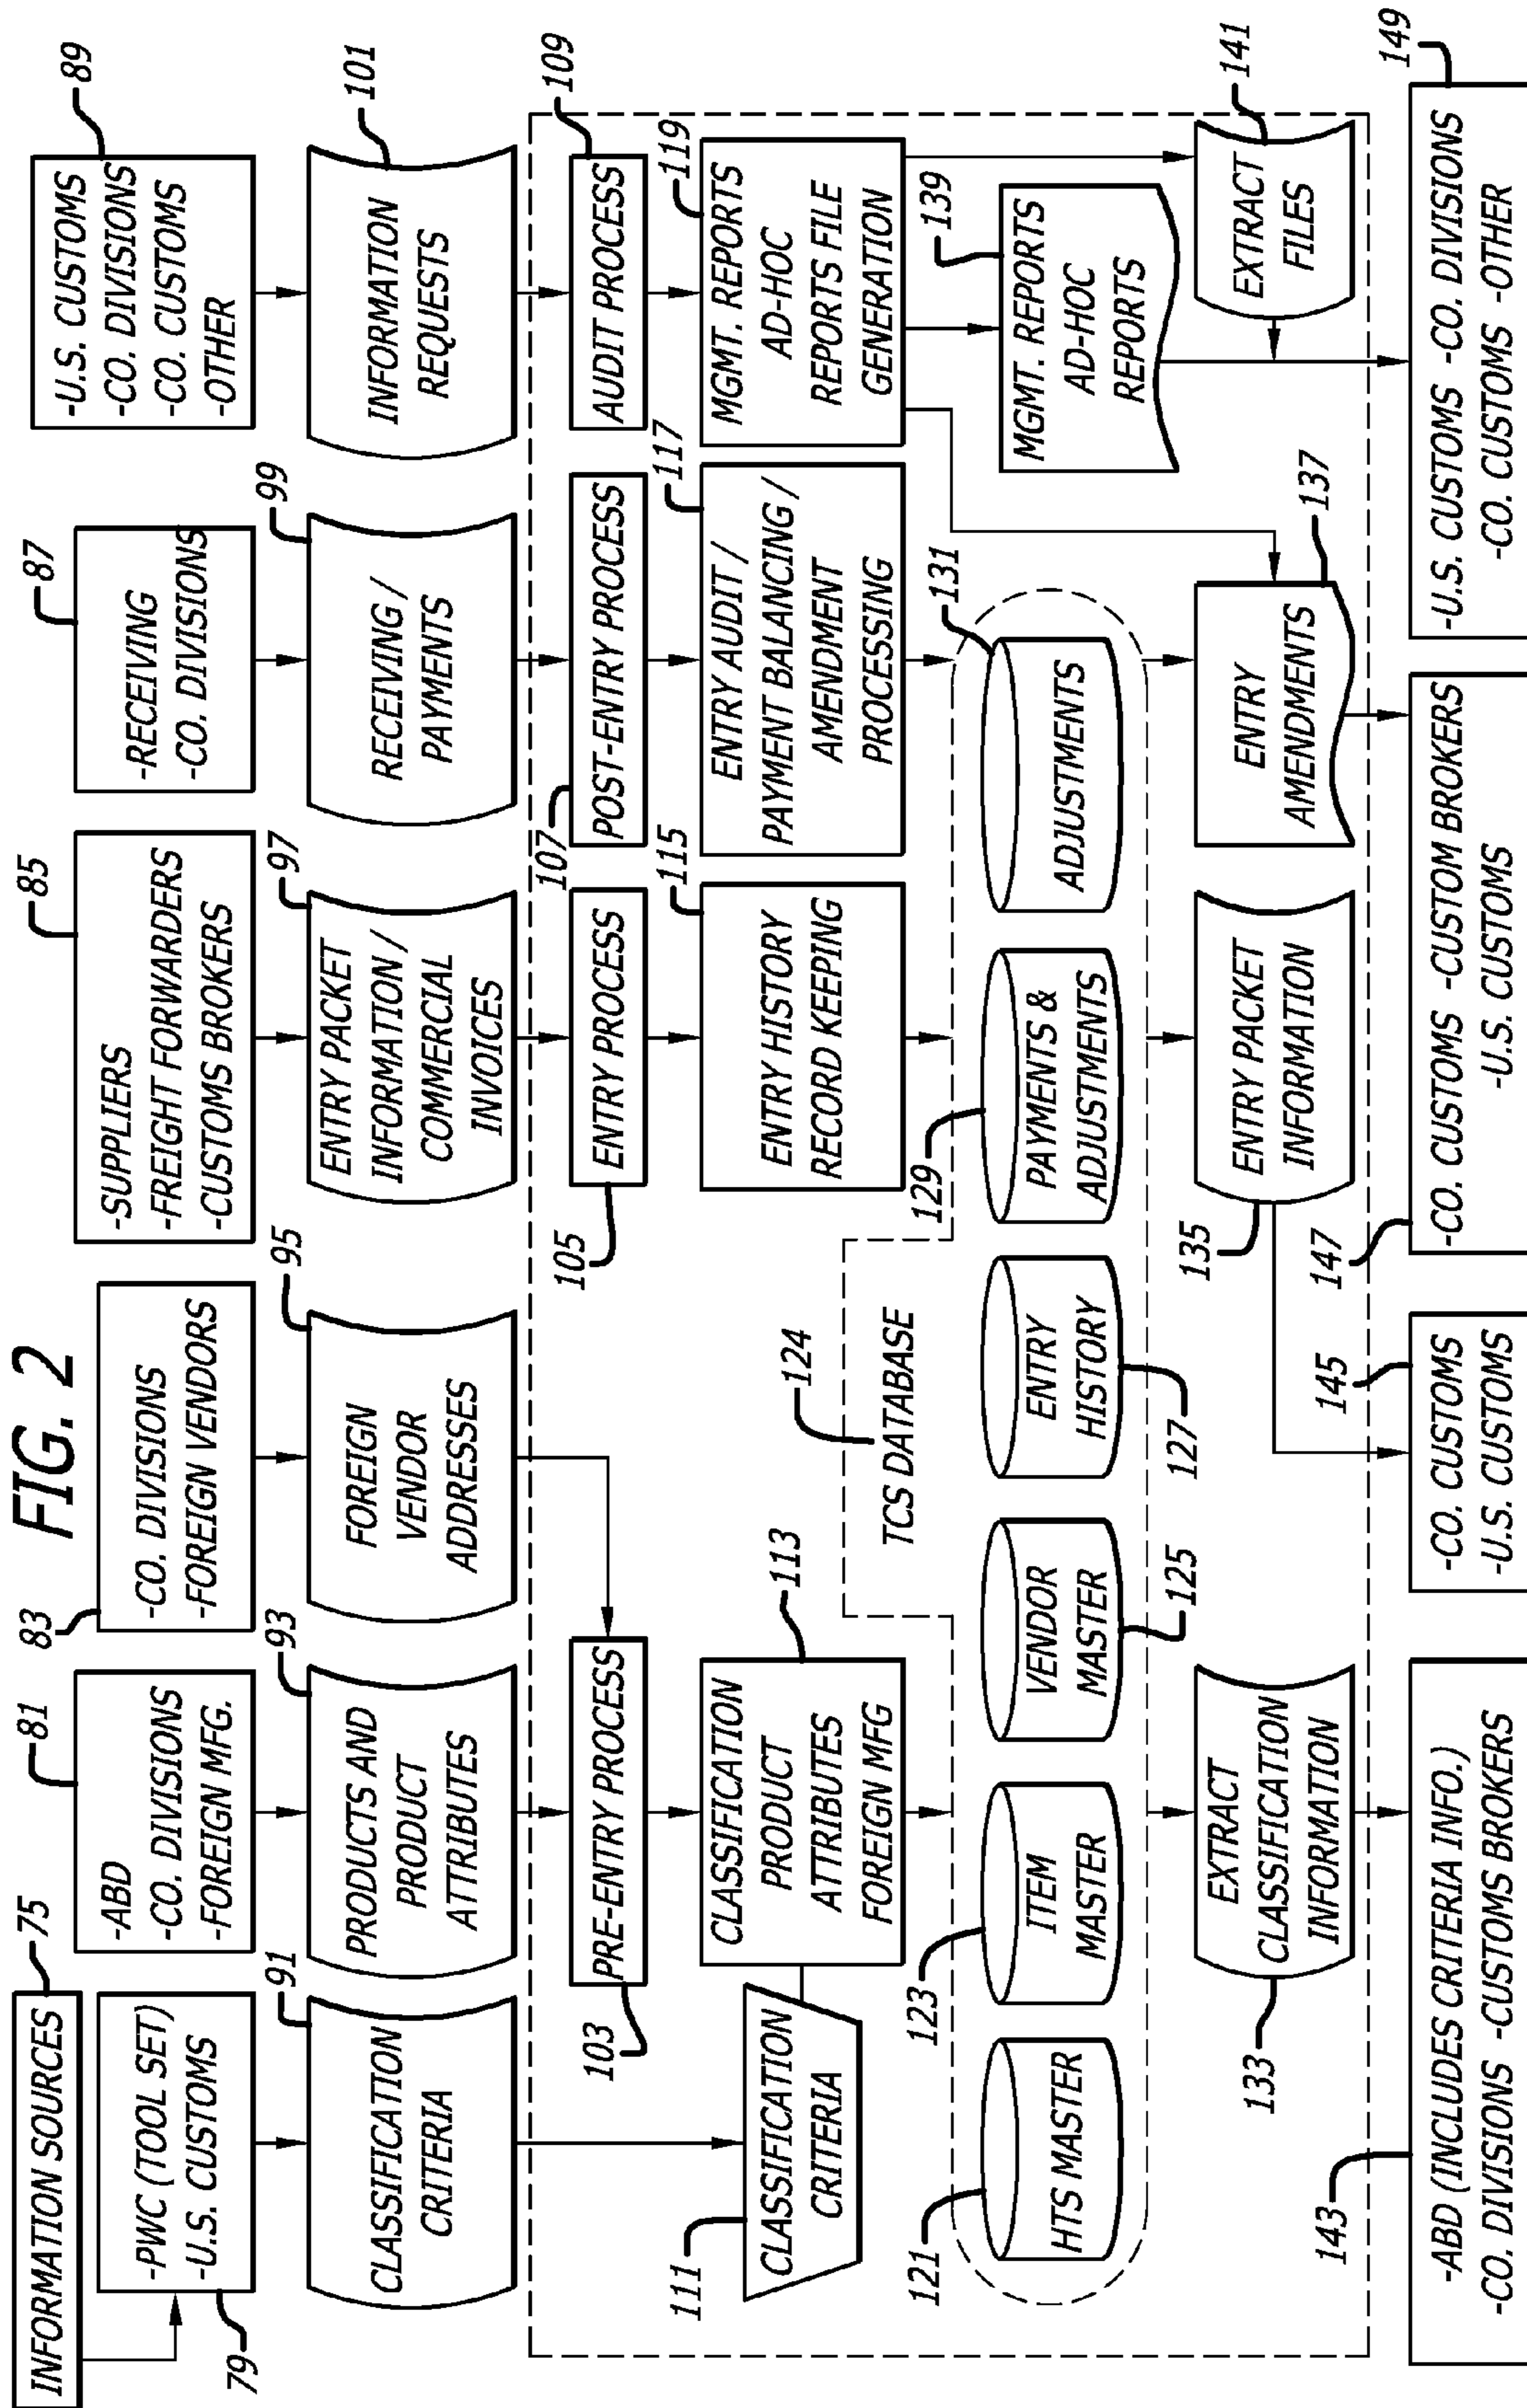 FIG. 2
INFORMATION SOURCES
75
-PWC (TOOL SET)
-U.S. CUSTOMS
79
-ABD
-CO. DIVISIONS
-FOREIGN MFG.
81
-CO. DIVISIONS
-FOREIGN VENDORS
83
-SUPPLIERS
-FREIGHT FORWARDERS
-CUSTOMS BROKERS
85
-RECEIVING
-CO. DIVISIONS
87
-U.S. CUSTOMS
-CO. DIVISIONS
-CO. CUSTOMS
-OTHER
89
CLASSIFICATION
CRITERIA
91
PRODUCTS AND
PRODUCT
ATTRIBUTES
93
FOREIGN
VENDOR
ADDRESSES
95
ENTRY PACKET
INFORMATION /
COMMERCIAL
INVOICES
97
RECEIVING /
PAYMENTS
99
INFORMATION
REQUESTS
101
PRE-ENTRY PROCESS
103
ENTRY PROCESS
105
POST-ENTRY PROCESS
107
AUDIT PROCESS
109
CLASSIFICATION
CRITERIA
111
CLASSIFICATION
PRODUCT
ATTRIBUTES
FOREIGN MFG
113
ENTRY HISTORY
RECORD KEEPING
115
ENTRY AUDIT /
PAYMENT BALANCING /
AMENDMENT
PROCESSING
117
MGMT. REPORTS
AD-HOC
REPORTS FILE
GENERATION
119
TCS DATABASE
124
HTS MASTER
121
ITEM
MASTER
123
VENDOR
MASTER
125
ENTRY
HISTORY
127
PAYMENTS &
ADJUSTMENTS
129
ADJUSTMENTS
131
MGMT. REPORTS
AD-HOC
REPORTS
139
EXTRACT
CLASSIFICATION
INFORMATION
133
ENTRY PACKET
INFORMATION
135
ENTRY
AMENDMENTS
137
EXTRACT
FILES
141
-ABD (INCLUDES CRITERIA INFO.)
-CO. DIVISIONS -CUSTOMS BROKERS
143
-CO. CUSTOMS
-U.S. CUSTOMS
145
-CO. CUSTOMS -CUSTOM BROKERS
-U.S. CUSTOMS
147
-U.S. CUSTOMS -CO. DIVISIONS
-CO. CUSTOMS -OTHER
149